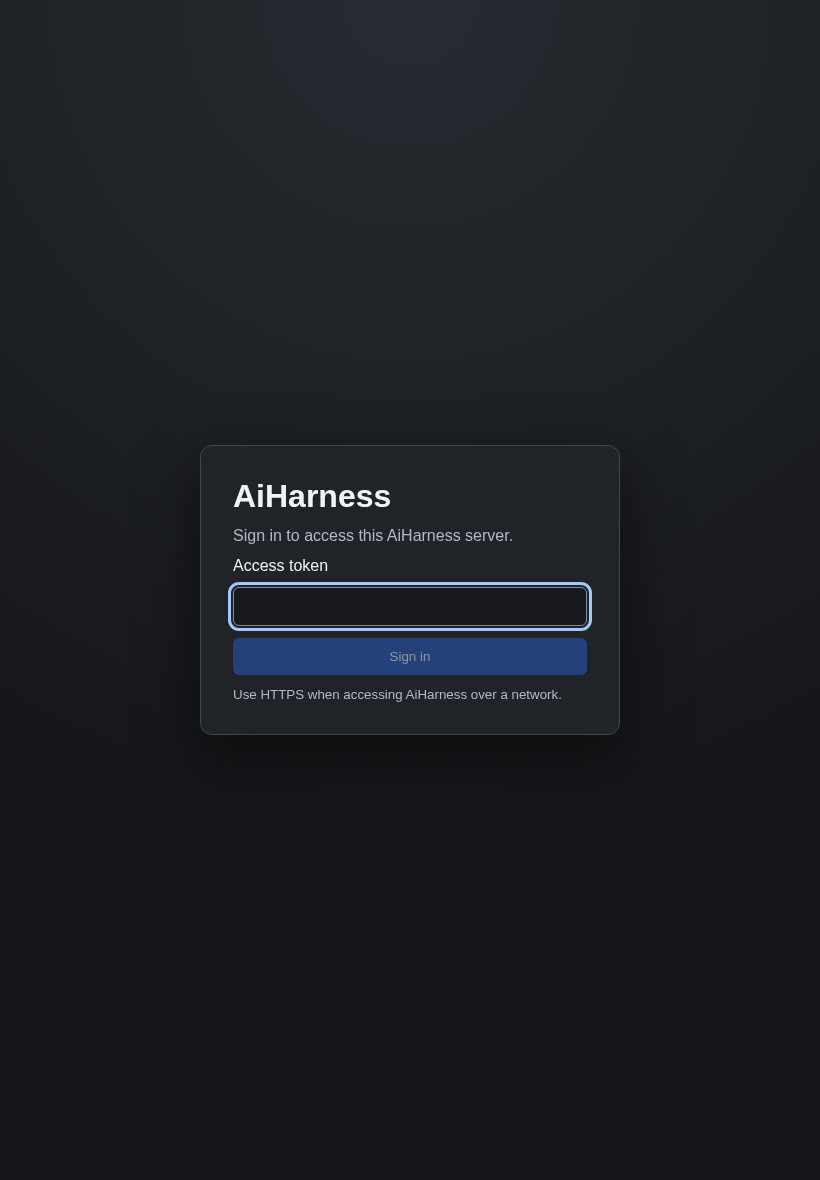 AiHarness
Sign in to access this AiHarness server.
Access token
Sign in
Use HTTPS when accessing AiHarness over a network.